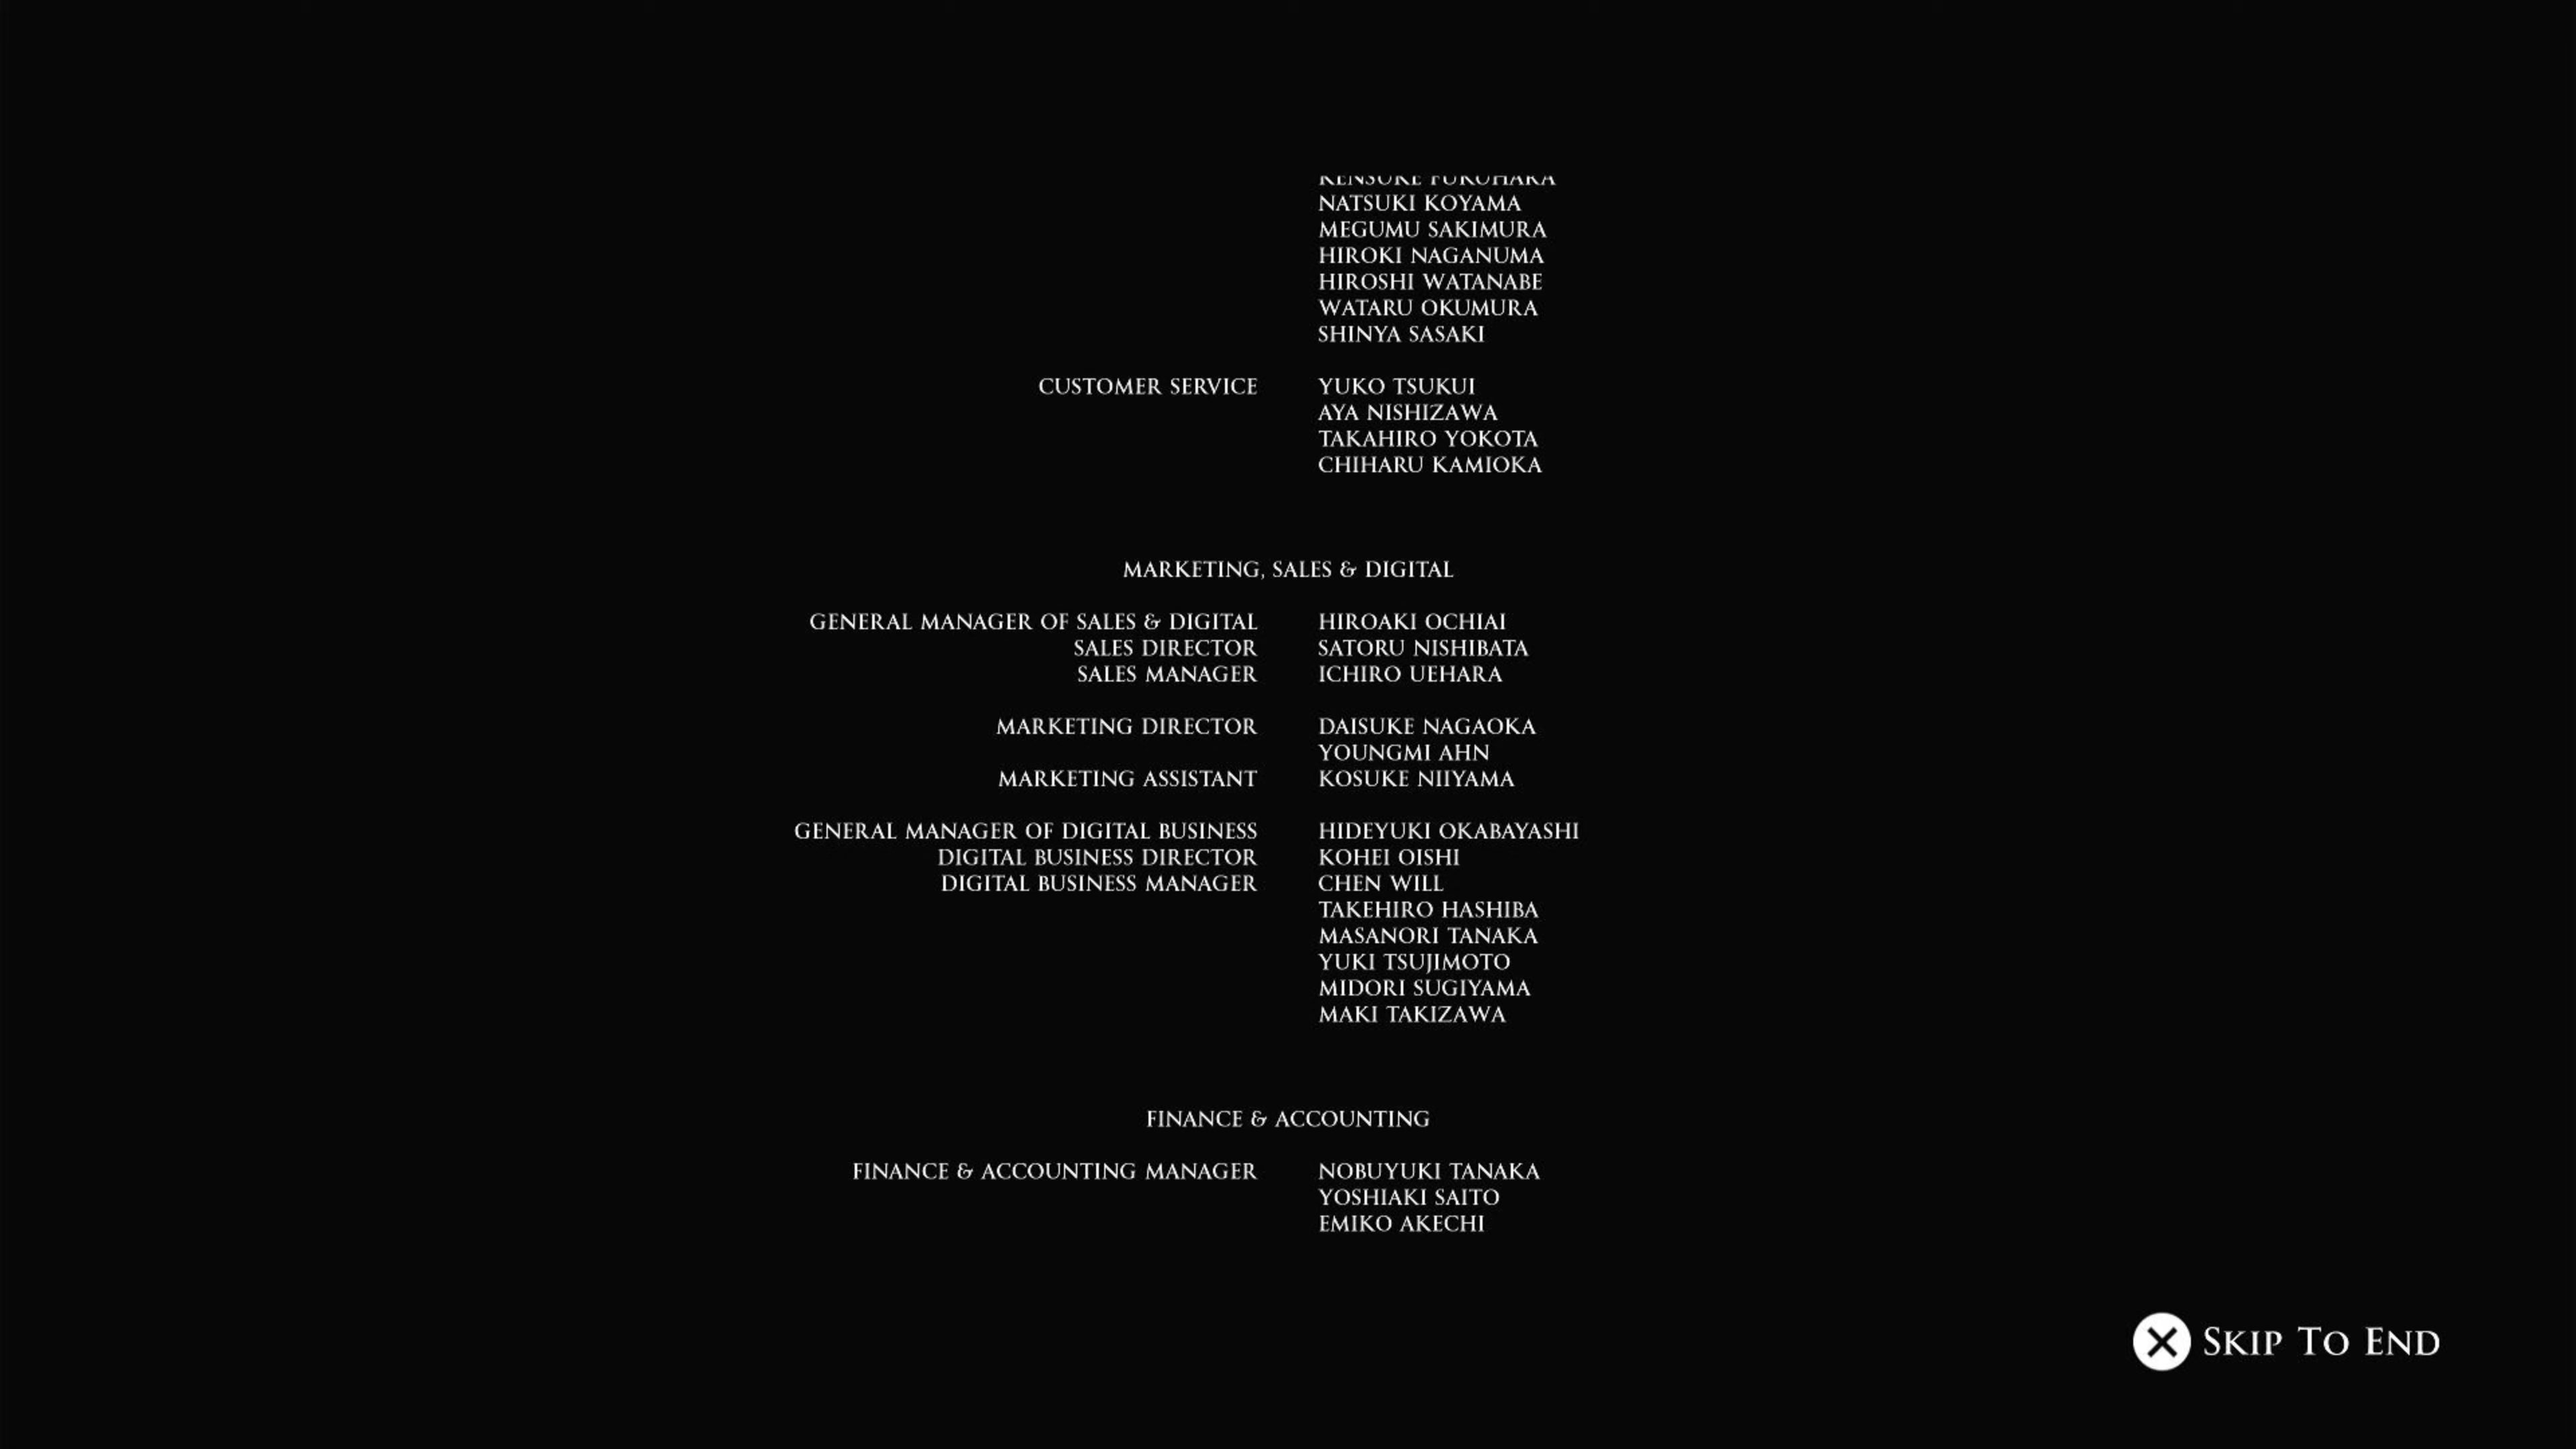 KENSUKE FUKUHARA
NATSUKI KOYAMA
MEGUMU SAKIMURA
HIROKI NAGANUMA
HIROSHI WATANABE
WATARU OKUMURA
SHINYA SASAKI
CUSTOMER SERVICE YUKO TSUKUI
AYA NISHIZAWA
TAKAHIRO YOKOTA
CHIHARU KAMIOKA
MARKETING, SALES & DIGITAL
GENERAL MANAGER OF SALES & DIGITAL HIROAKI OCHIAI
SALES DIRECTOR SATORU NISHIBATA
SALES MANAGER ICHIRO UEHARA
MARKETING DIRECTOR DAISUKE NAGAOKA
YOUNGMI AHN
MARKETING ASSISTANT KOSUKE NIIYAMA
GENERAL MANAGER OF DIGITAL BUSINESS HIDEYUKI OKABAYASHI
DIGITAL BUSINESS DIRECTOR KOHEI OISHI
DIGITAL BUSINESS MANAGER CHEN WILL
TAKEHIRO HASHIBA
MASANORI TANAKA
YUKI TSUJIMOTO
MIDORI SUGIYAMA
MAKI TAKIZAWA
FINANCE & ACCOUNTING
FINANCE & ACCOUNTING MANAGER NOBUYUKI TANAKA
YOSHIAKI SAITO
EMIKO AKECHI
SKIP TO END